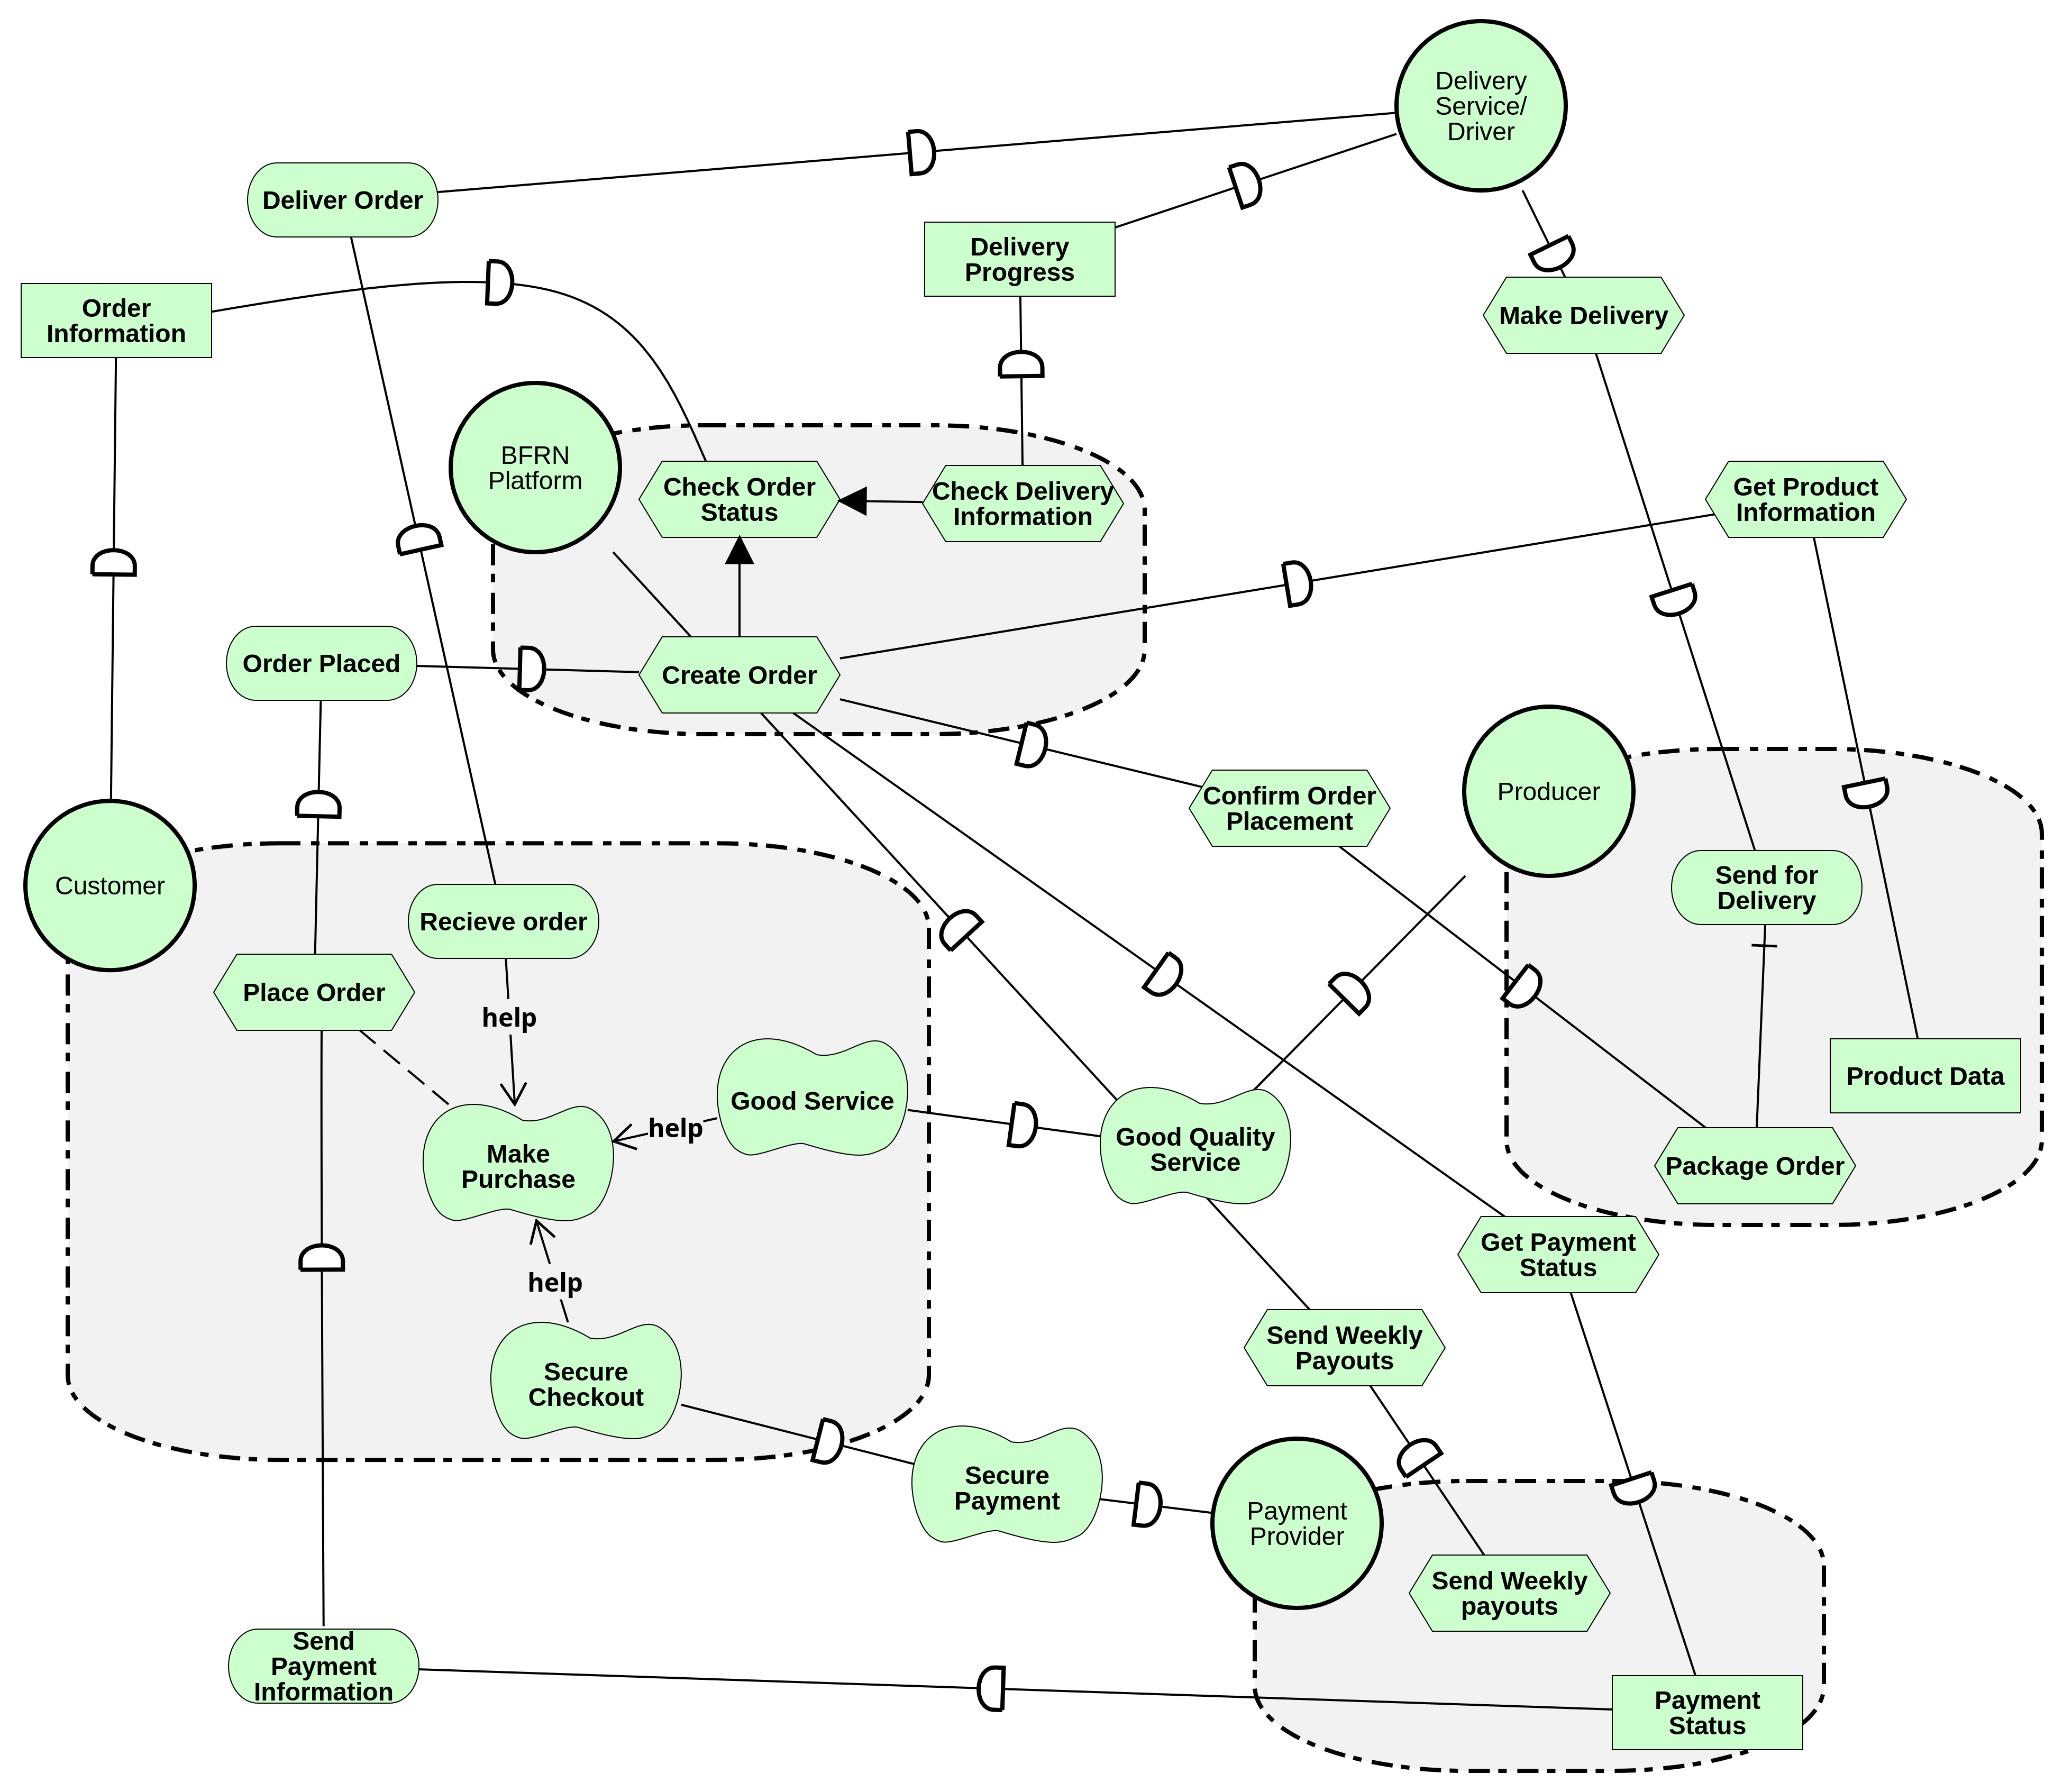 Delivery
Service/
Driver
Deliver Order
Delivery
Progress
Order
Information
Make Delivery
BFRN
Platform
Check Order
Status
Check Delivery
Information
Get Product
Information
Order Placed
Create Order
Confirm Order
Placement
Producer
Customer
Send for
Delivery
Recieve order
Place Order
help
Product Data
Good Service
help
Make
Purchase
Good Quality
Service
Package Order
Get Payment
Status
help
Send Weekly
Payouts
Secure
Checkout
Secure
Payment
Payment
Provider
Send Weekly
payouts
Send
Payment
Information
Payment
Status